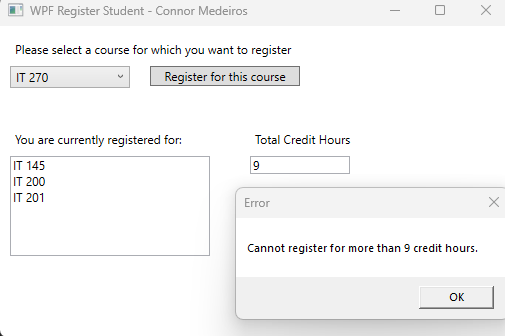 WPF Register Student - Connor Medeiros
Please select a course for which you want to register
IT 270
Register for this course
You are currently registered for:
Total Credit Hours
IT 145
IT 200
IT 201
9
Error
Cannot register for more than 9 credit hours.
OK